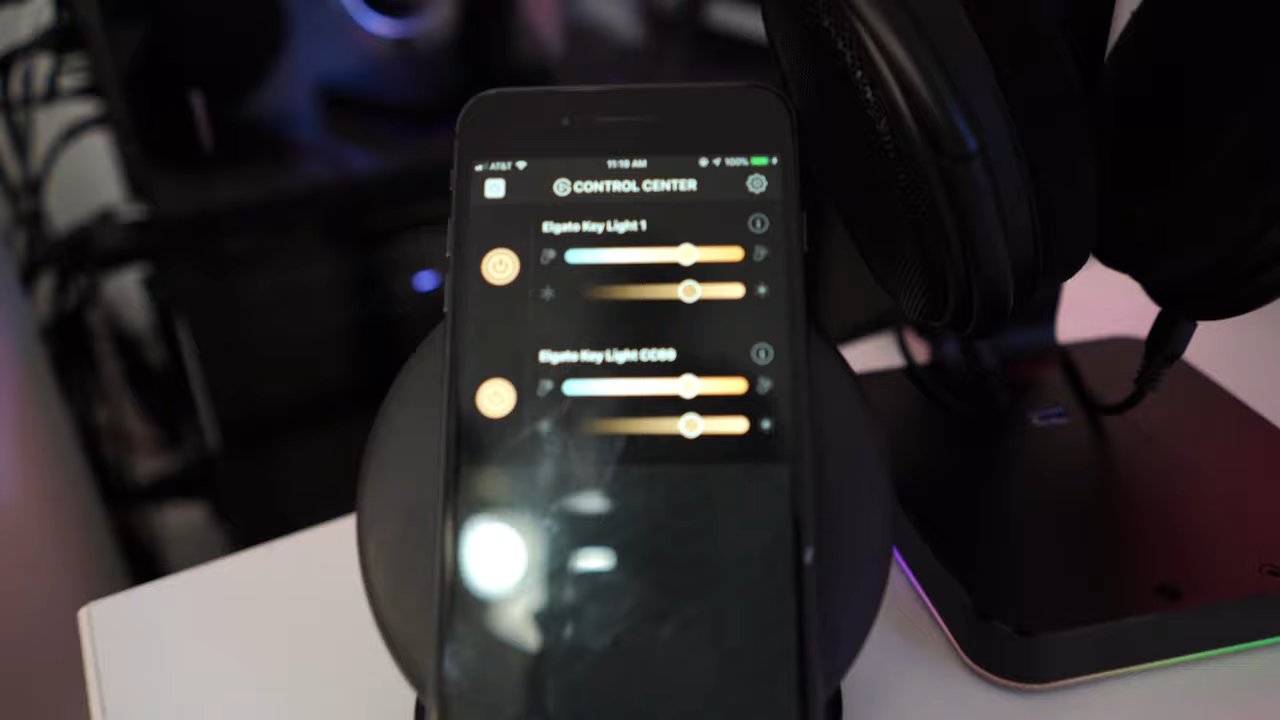 AT&T 11:19 AM 100%
CONTROL CENTER
Elgato Key Light 1
Elgato Key Light CC69